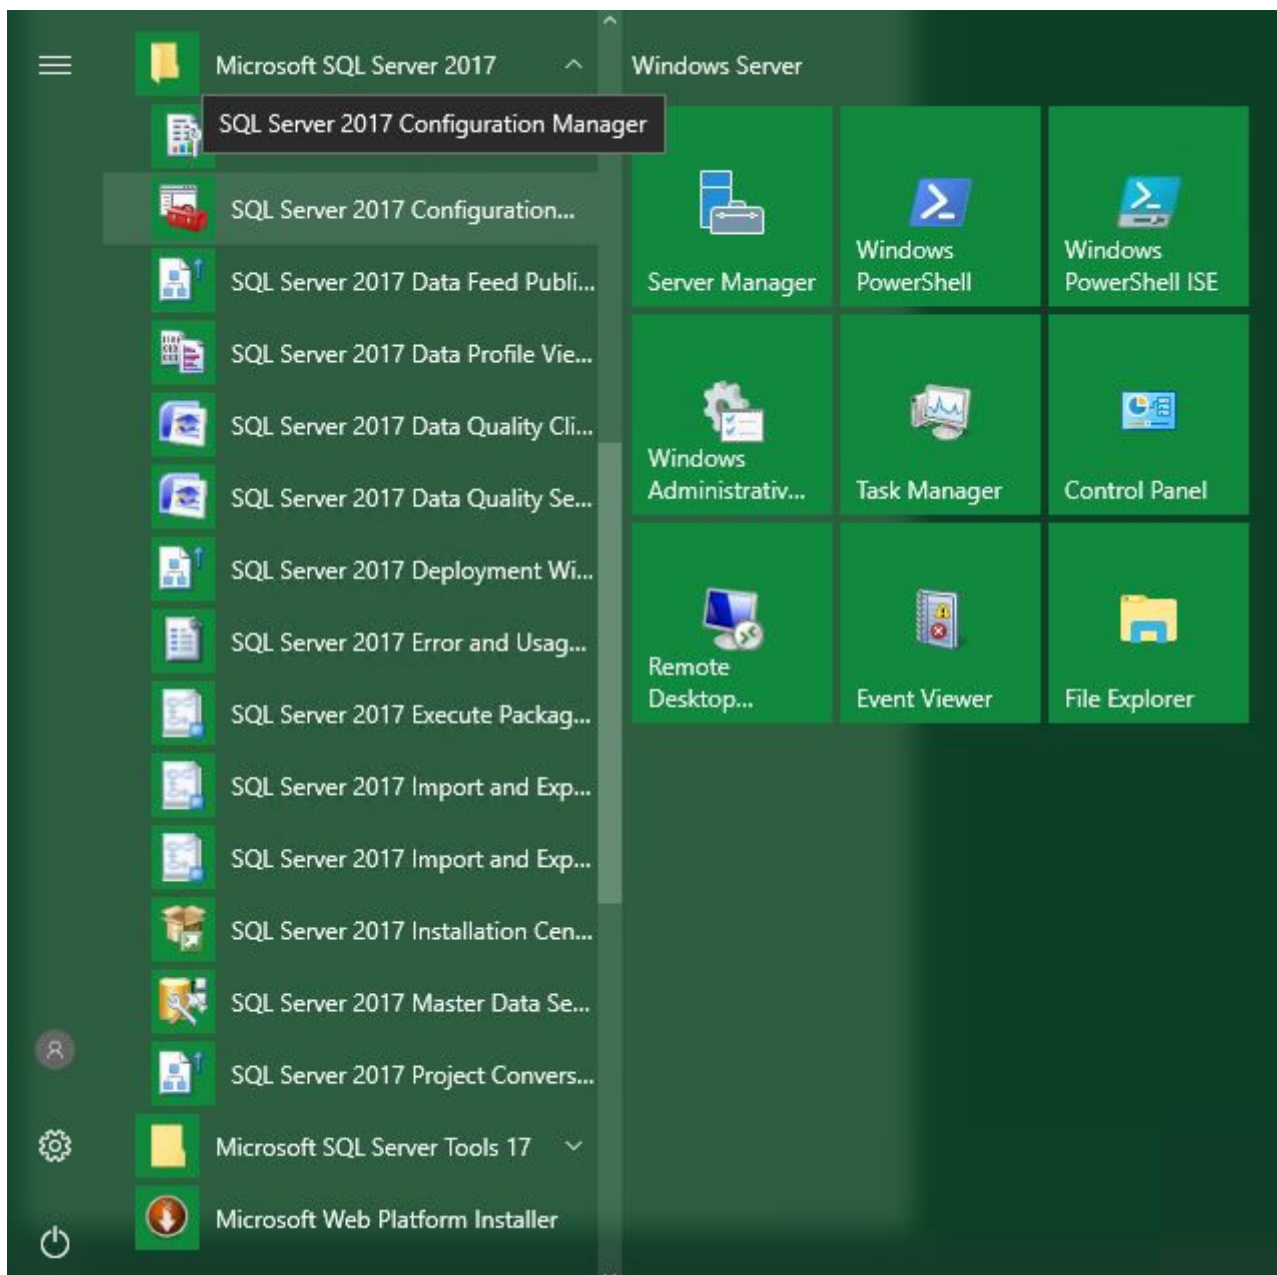 Microsoft SQL Server 2017
SQL Server 2017 Configuration Manager
SQL Server 2017 Configuration...
SQL Server 2017 Data Feed Publi...
SQL Server 2017 Data Profile Vie...
SQL Server 2017 Data Quality Cli...
SQL Server 2017 Data Quality Se...
SQL Server 2017 Deployment Wi...
SQL Server 2017 Error and Usag...
SQL Server 2017 Execute Packag...
SQL Server 2017 Import and Exp...
SQL Server 2017 Import and Exp...
SQL Server 2017 Installation Cen...
SQL Server 2017 Master Data Se...
SQL Server 2017 Project Convers...
Microsoft SQL Server Tools 17
Microsoft Web Platform Installer
Windows Server
Server Manager
Windows
PowerShell
Windows
PowerShell ISE
Windows
Administrativ...
Task Manager
Control Panel
Remote
Desktop...
Event Viewer
File Explorer